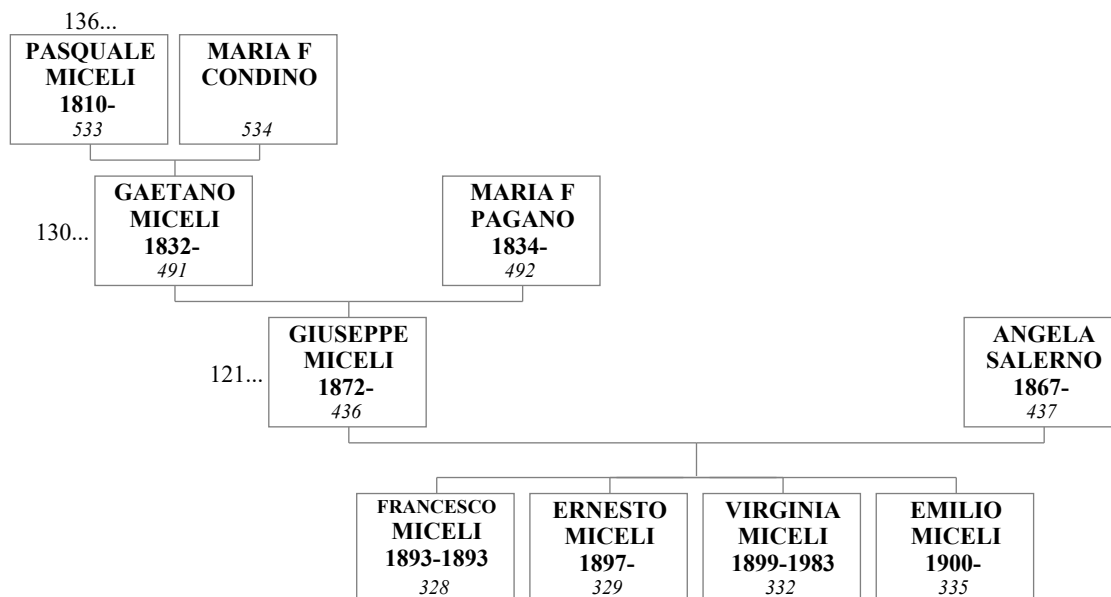 136...
PASQUALE
MICELI
1810-
533
MARIA F
CONDINO
534
130...
GAETANO
MICELI
1832-
491
MARIA F
PAGANO
1834-
492
121...
GIUSEPPE
MICELI
1872-
436
ANGELA
SALERNO
1867-
437
FRANCESCO
MICELI
1893-1893
328
ERNESTO
MICELI
1897-
329
VIRGINIA
MICELI
1899-1983
332
EMILIO
MICELI
1900-
335